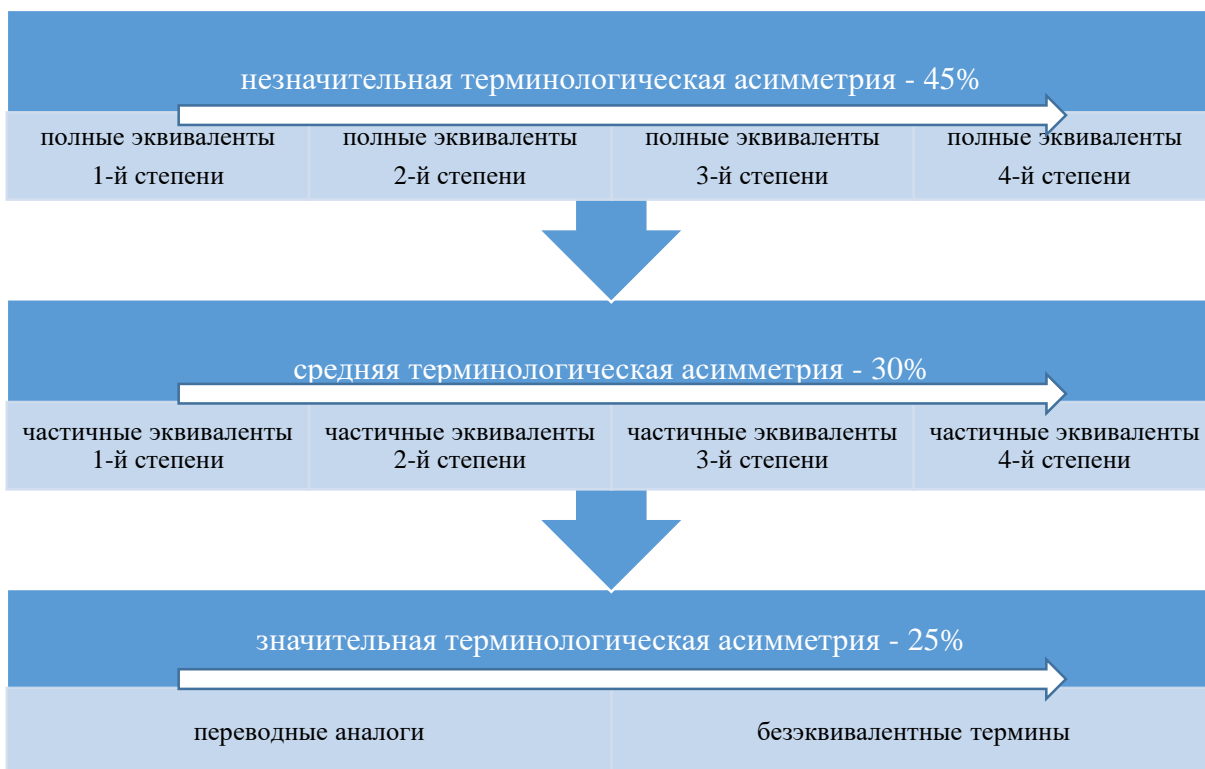 незначительная терминологическая асимметрия - 45%
полные эквиваленты
1-й степени
полные эквиваленты
2-й степени
полные эквиваленты
3-й степени
полные эквиваленты
4-й степени
средняя терминологическая асимметрия - 30%
частичные эквиваленты
1-й степени
частичные эквиваленты
2-й степени
частичные эквиваленты
3-й степени
частичные эквиваленты
4-й степени
значительная терминологическая асимметрия - 25%
переводные аналоги
безэквивалентные термины